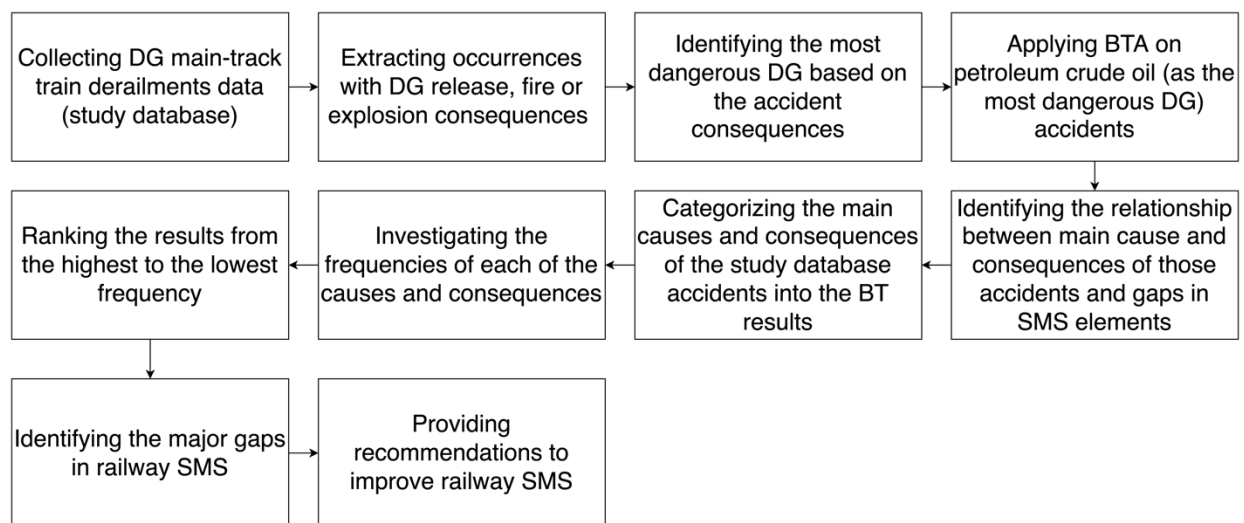 Collecting DG main-track
train derailments data
(study database)
Extracting occurrences
with DG release, fire or
explosion consequences
Identifying the most
dangerous DG based on
the accident
consequences
Applying BTA on
petroleum crude oil (as the
most dangerous DG)
accidents
Identifying the relationship
between main cause and
consequences of those
accidents and gaps in
SMS elements
Categorizing the main
causes and consequences
of the study database
accidents into the BT
results
Investigating the
frequencies of each of the
causes and consequences
Ranking the results from
the highest to the lowest
frequency
Identifying the major gaps
in railway SMS
Providing
recommendations to
improve railway SMS